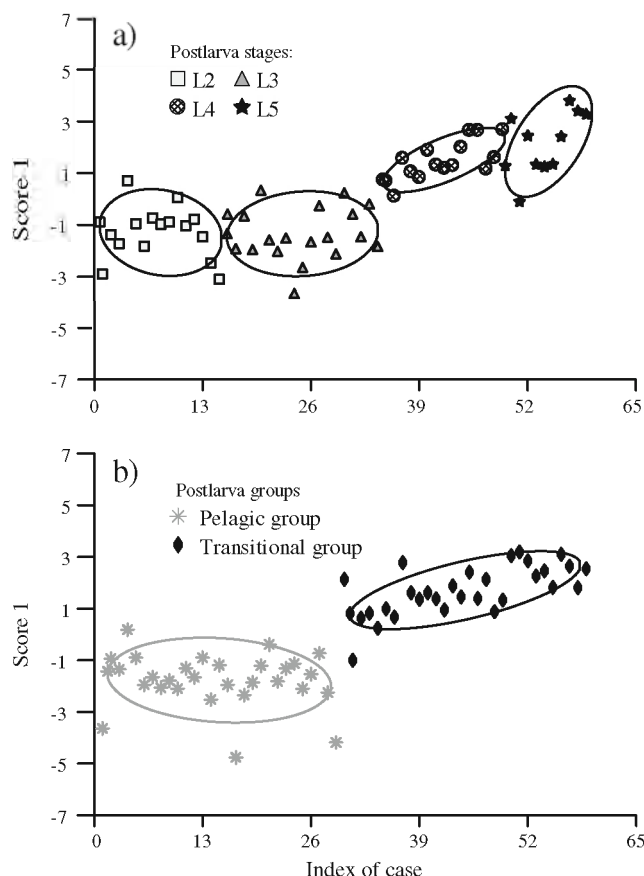 a)
Postlarva stages:
L2 L3
L4 L5
Score 1
7
5
3
1
-1
-3
-5
-7
0 13 26 39 52 65
b)
Postlarva groups
Pelagic group
Transitional group
Score 1
7
5
3
1
-1
-3
-5
-7
0 13 26 39 52 65
Index of case